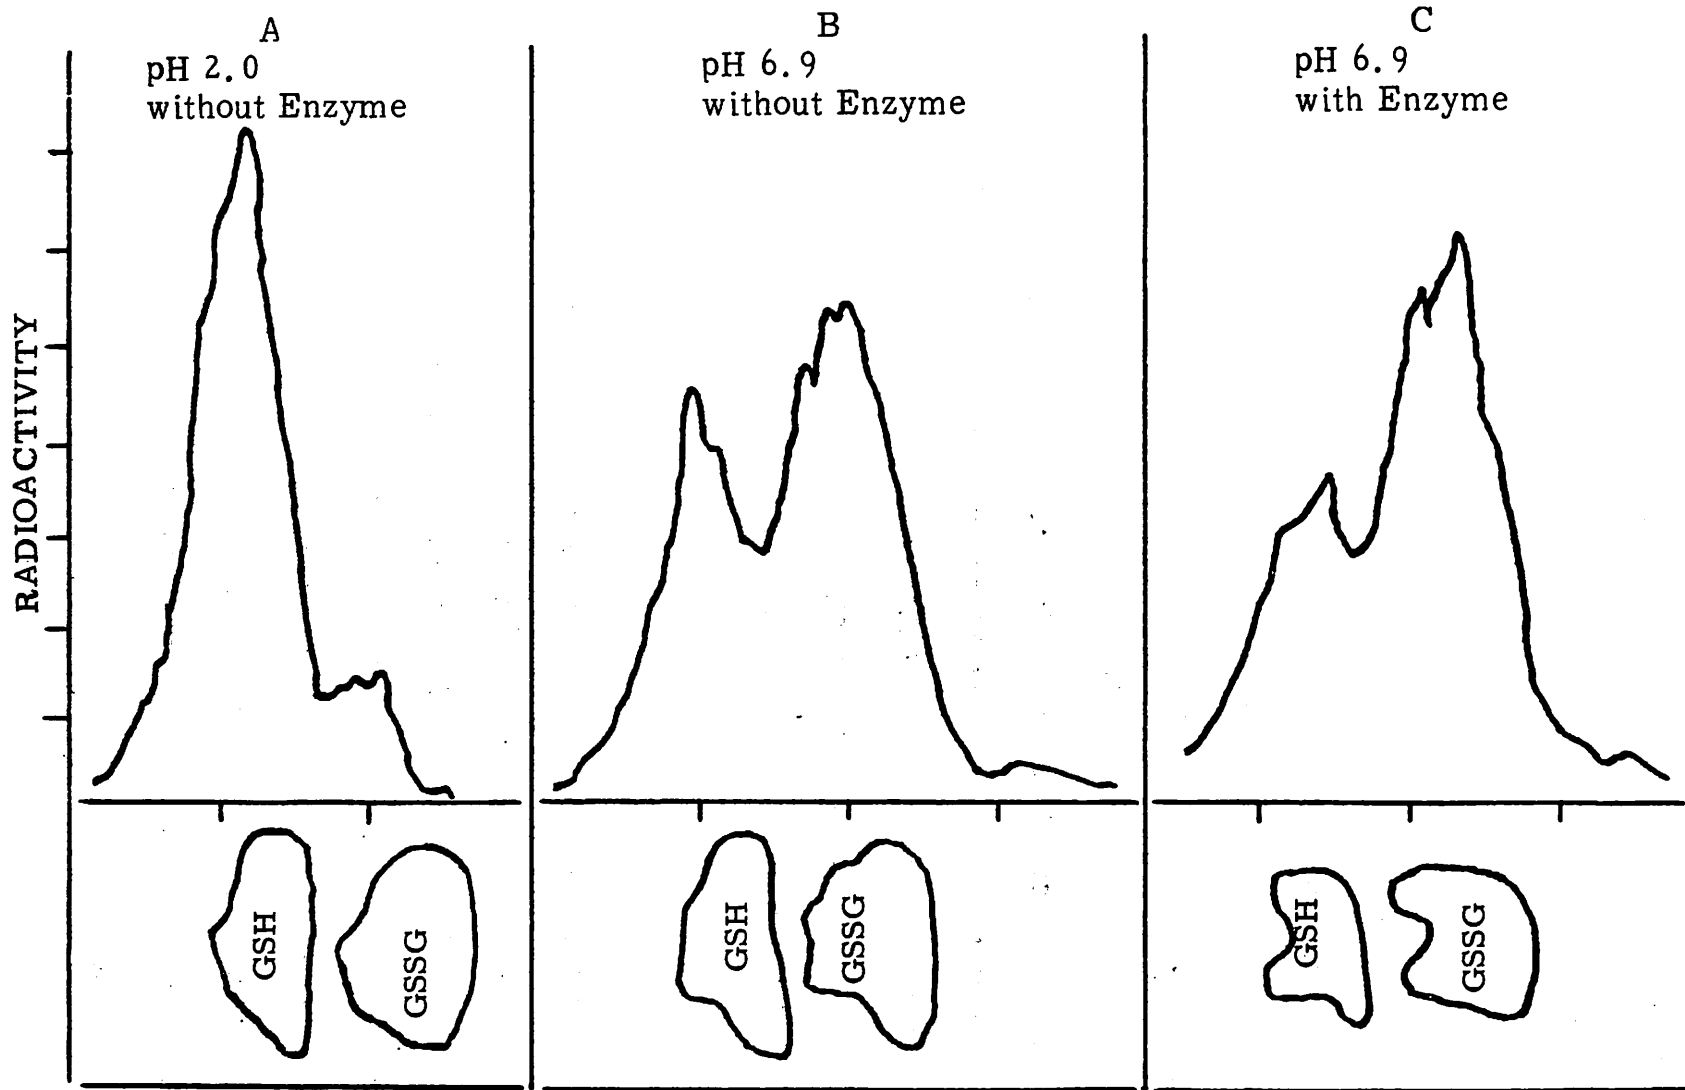 A
pH 2.0
without Enzyme
B
pH 6.9
without Enzyme
C
pH 6.9
with Enzyme
RADIOACTIVITY
GSH
GSSG
GSH
GSSG
GSH
GSSG